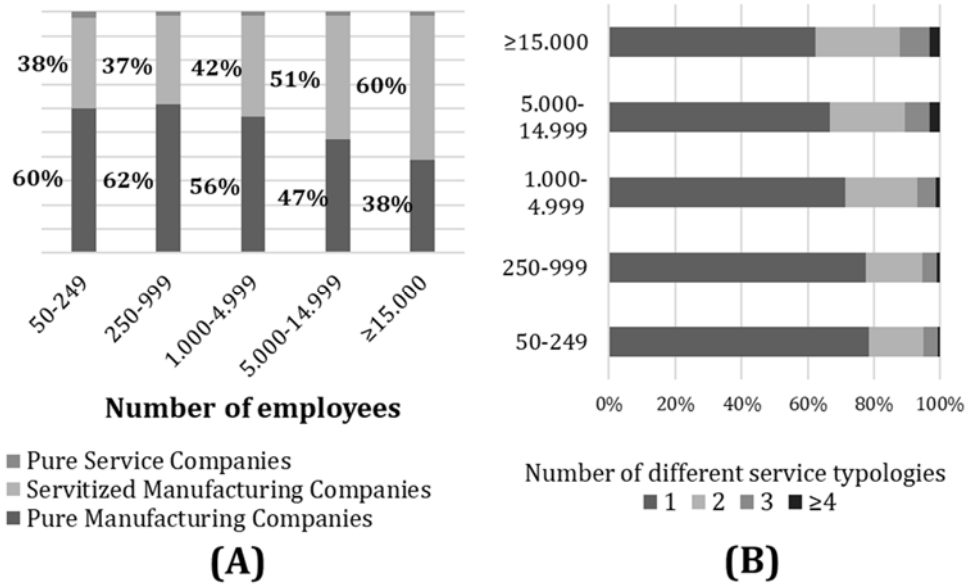 38% 37% 42% 51% 60%
60% 62% 56% 47% 38%
50-249 250-999 1.000-4.999 5.000-14.999 ≥15.000
Number of employees
Pure Service Companies
Servitized Manufacturing Companies
Pure Manufacturing Companies
(A)
≥15.000
5.000-
14.999
1.000-
4.999
250-999
50-249
0% 20% 40% 60% 80% 100%
Number of different service typologies
1 2 3 ≥4
(B)